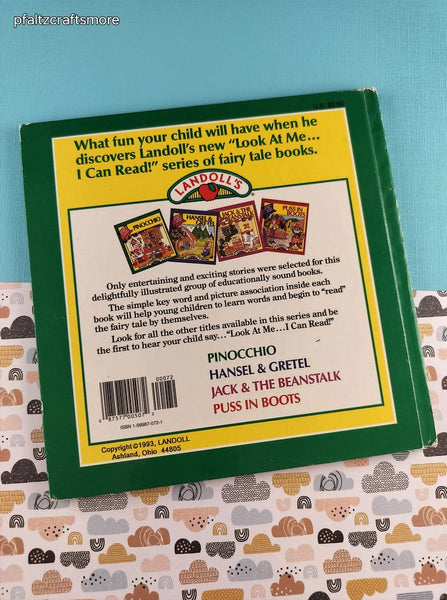 pfaltzcraftsmore
U.S. $3.50
What fun your child will have when he
discovers Landoll's new "Look At Me...
I Can Read!" series of fairy tale books.
LANDOLL'S
PINOCCHIO
HANSEL &
GRETEL
JACK & THE
BEANSTALK
PUSS IN
BOOTS
Only entertaining and exciting stories were selected for this
delightfully illustrated group of educationally sound books.
The simple key word and picture association inside each
book will help young children to learn words and begin to "read"
the fairy tale by themselves.
Look for all the other titles available in this series and be
the first to hear your child say..."Look At Me...I Can Read!"
PINOCCHIO
HANSEL & GRETEL
JACK & THE BEANSTALK
PUSS IN BOOTS
00072
ISBN 1-56987-072-1
Copyright ©1993, LANDOLL
Ashland, Ohio 44805